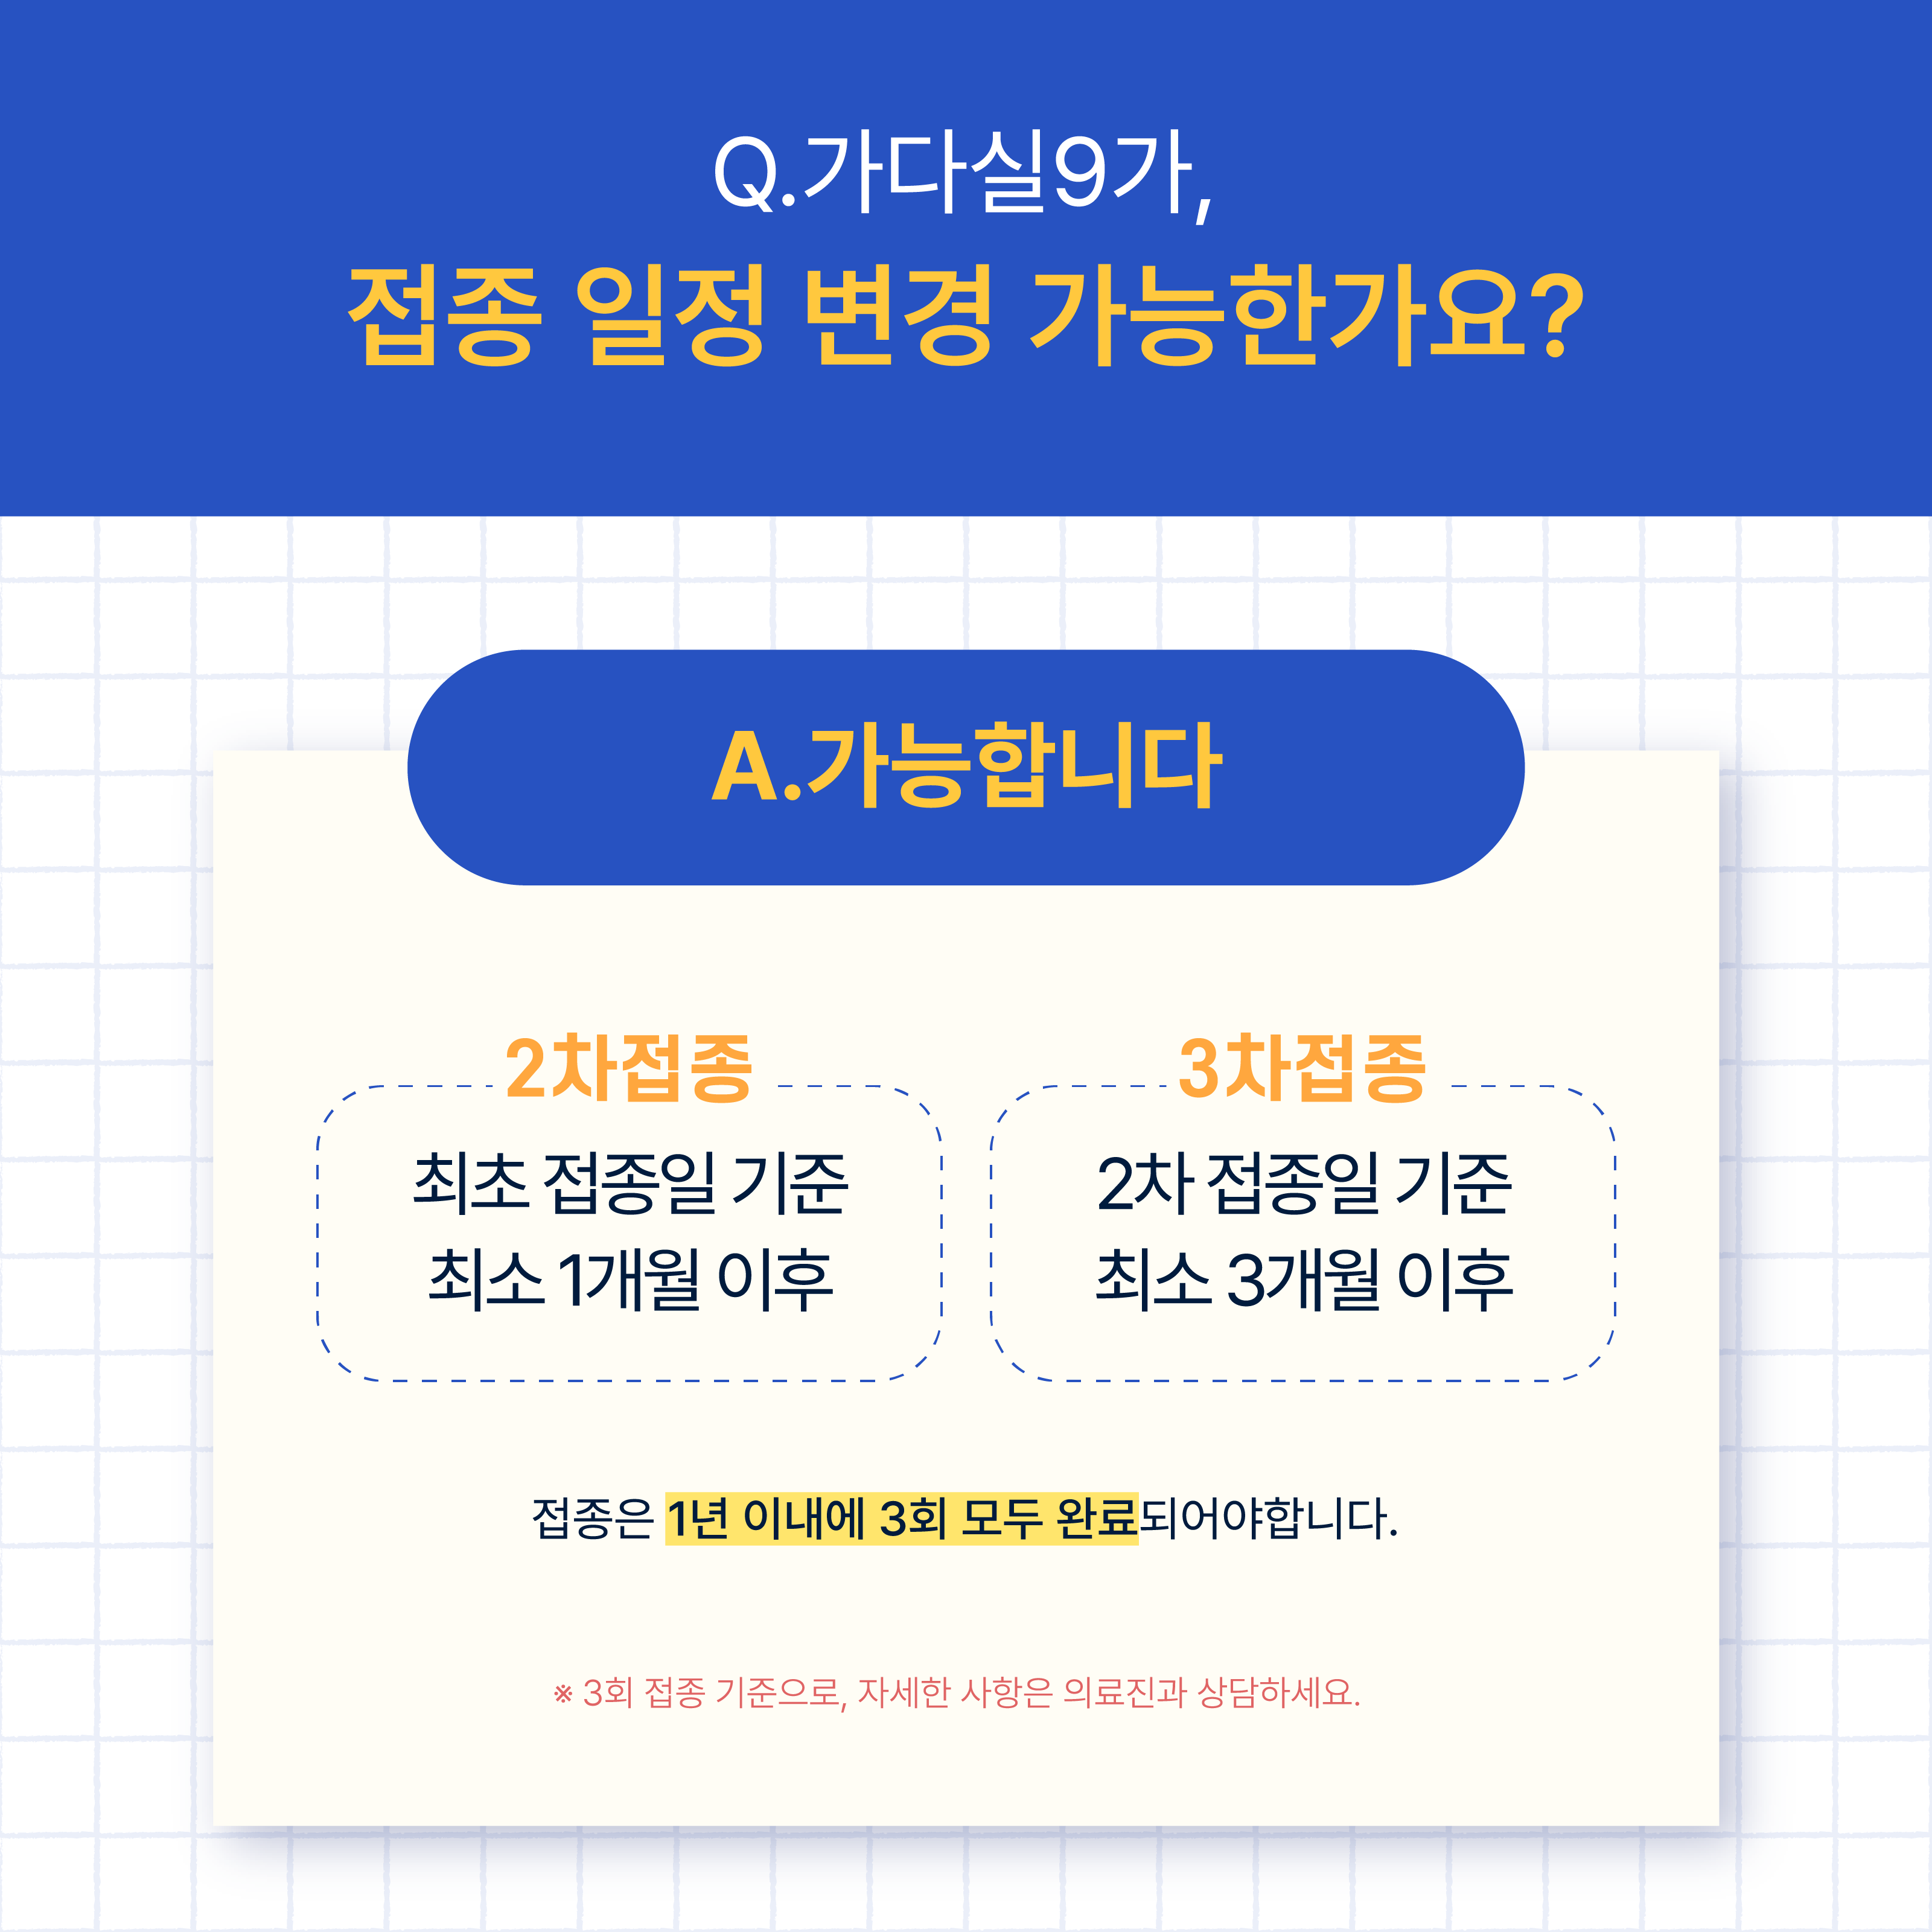 Q.가다실9가,
접종 일정 변경 가능한가요?
A.가능합니다
2차접종
최초 접종일 기준
최소 1개월 이후
3차접종
2차 접종일 기준
최소 3개월 이후
접종은 1년 이내에 3회 모두 완료되어야합니다.
※ 3회 접종 기준으로, 자세한 사항은 의료진과 상담하세요.